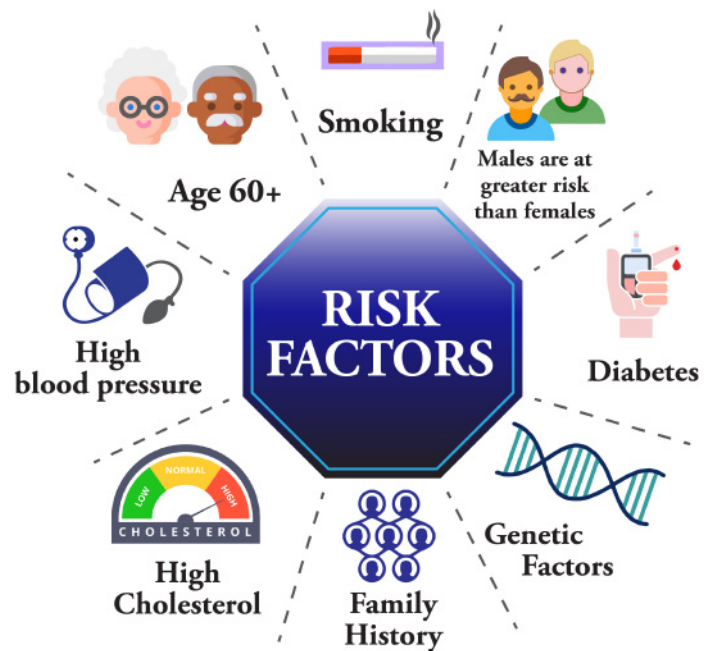 RISK
FACTORS
Smoking
Males are at
greater risk
than females
Diabetes
Genetic
Factors
Family
History
LOW
NORMAL
HIGH
CHOLESTEROL
High
Cholesterol
High
blood pressure
Age 60+